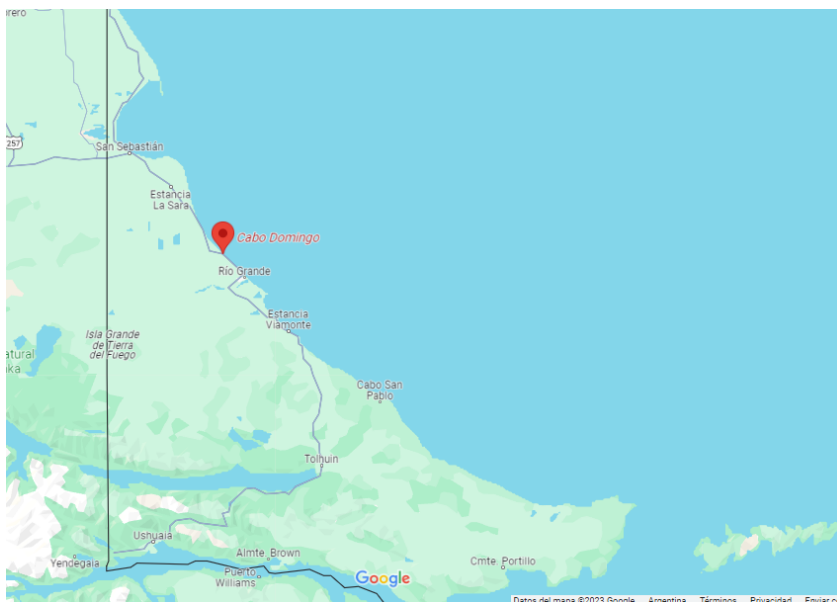 257
San Sebastián
Estancia
La Sara
Cabo Domingo
Río Grande
Estancia
Viamonte
Isla Grande
de Tierra
del Fuego
Cabo San
Pablo
Tolhuin
Ushuaia
Almte. Brown
Cmte. Portillo
Yendegaia
Puerto
Williams
Google
Datos del mapa ©2023 Google Argentina Términos Privacidad